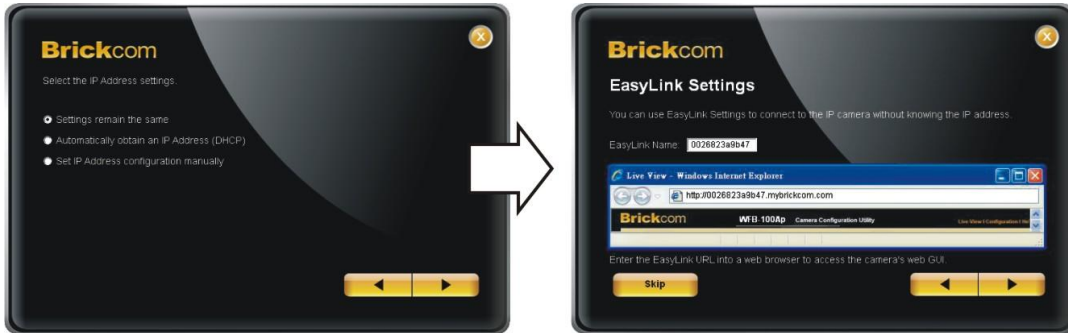 Brickcom
Select the IP Address settings.
Settings remain the same
Automatically obtain an IP Address (DHCP)
Set IP Address configuration manually
Brickcom
EasyLink Settings
You can use EasyLink Settings to connect to the IP camera without knowing the IP address.
EasyLink Name: 0026823a9b47
Live View - Windows Internet Explorer
http://0026823a9b47.mybrickcom.com
Brickcom WFB-100Ap Camera Configuration Utility Live View | Configuration |
Enter the EasyLink URL into a web browser to access the camera's web GUI.
Skip